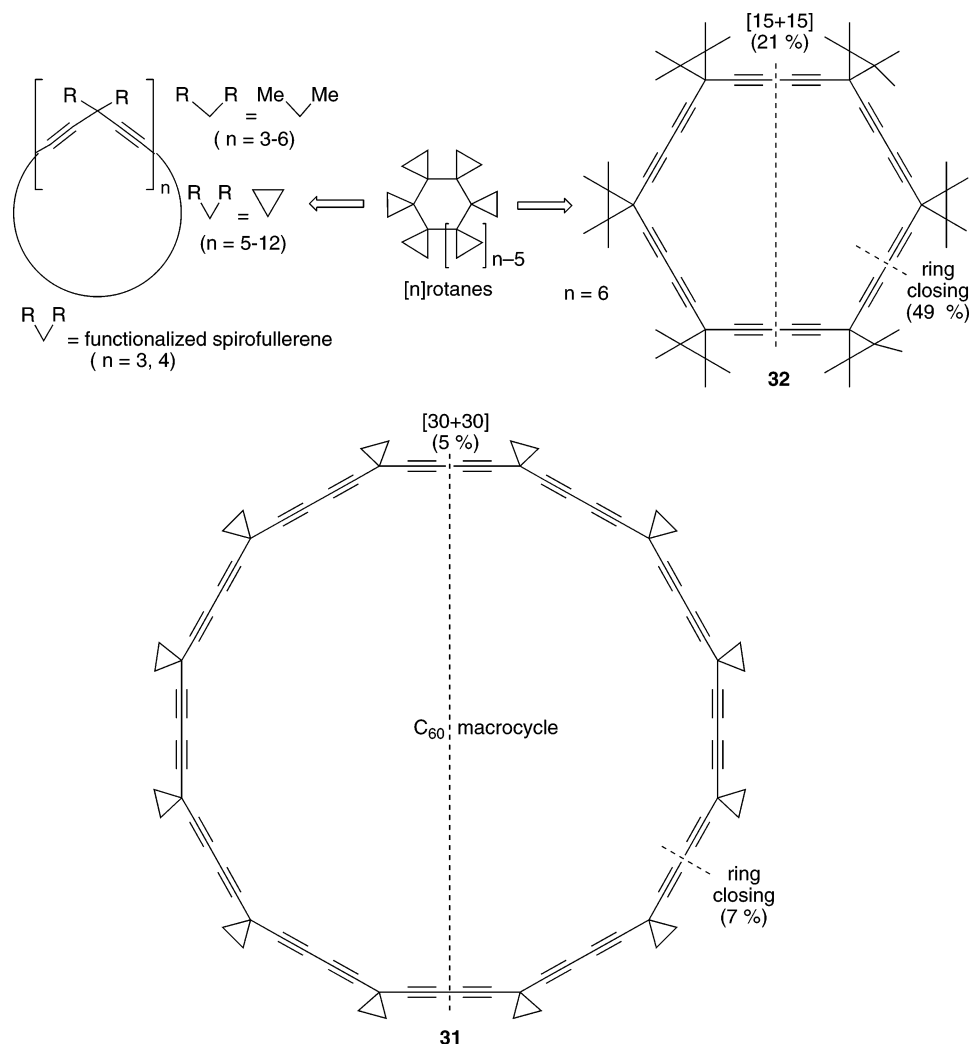 R R
n
R R = Me Me
( n = 3-6)
R R =
(n = 5-12)
R R = functionalized spirofullerene
( n = 3, 4)
n–5
[n]rotanes
n = 6
[15+15]
(21 %)
ring
closing
(49 %)
32
[30+30]
(5 %)
C60 macrocycle
ring
closing
(7 %)
31